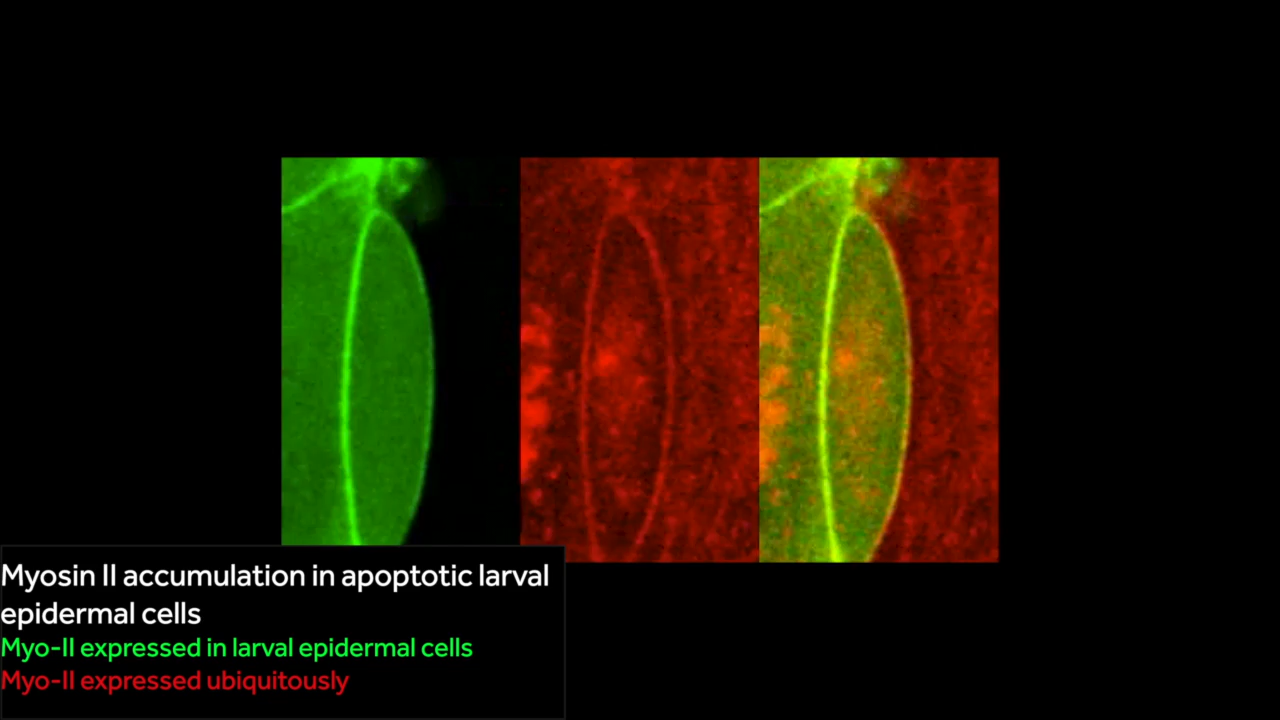 Myosin II accumulation in apoptotic larval
epidermal cells
Myo-II expressed in larval epidermal cells
Myo-II expressed ubiquitously